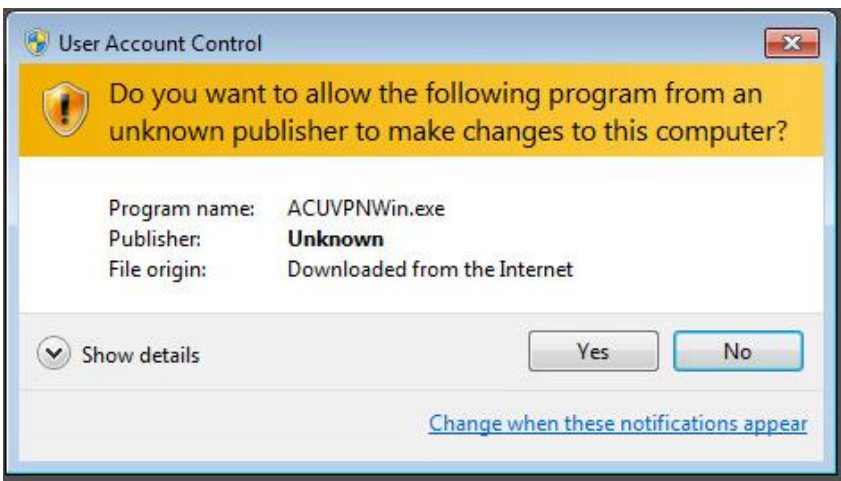 User Account Control
Do you want to allow the following program from an
unknown publisher to make changes to this computer?
Program name: ACUVPNWin.exe
Publisher: Unknown
File origin: Downloaded from the Internet
Show details Yes No
Change when these notifications appear